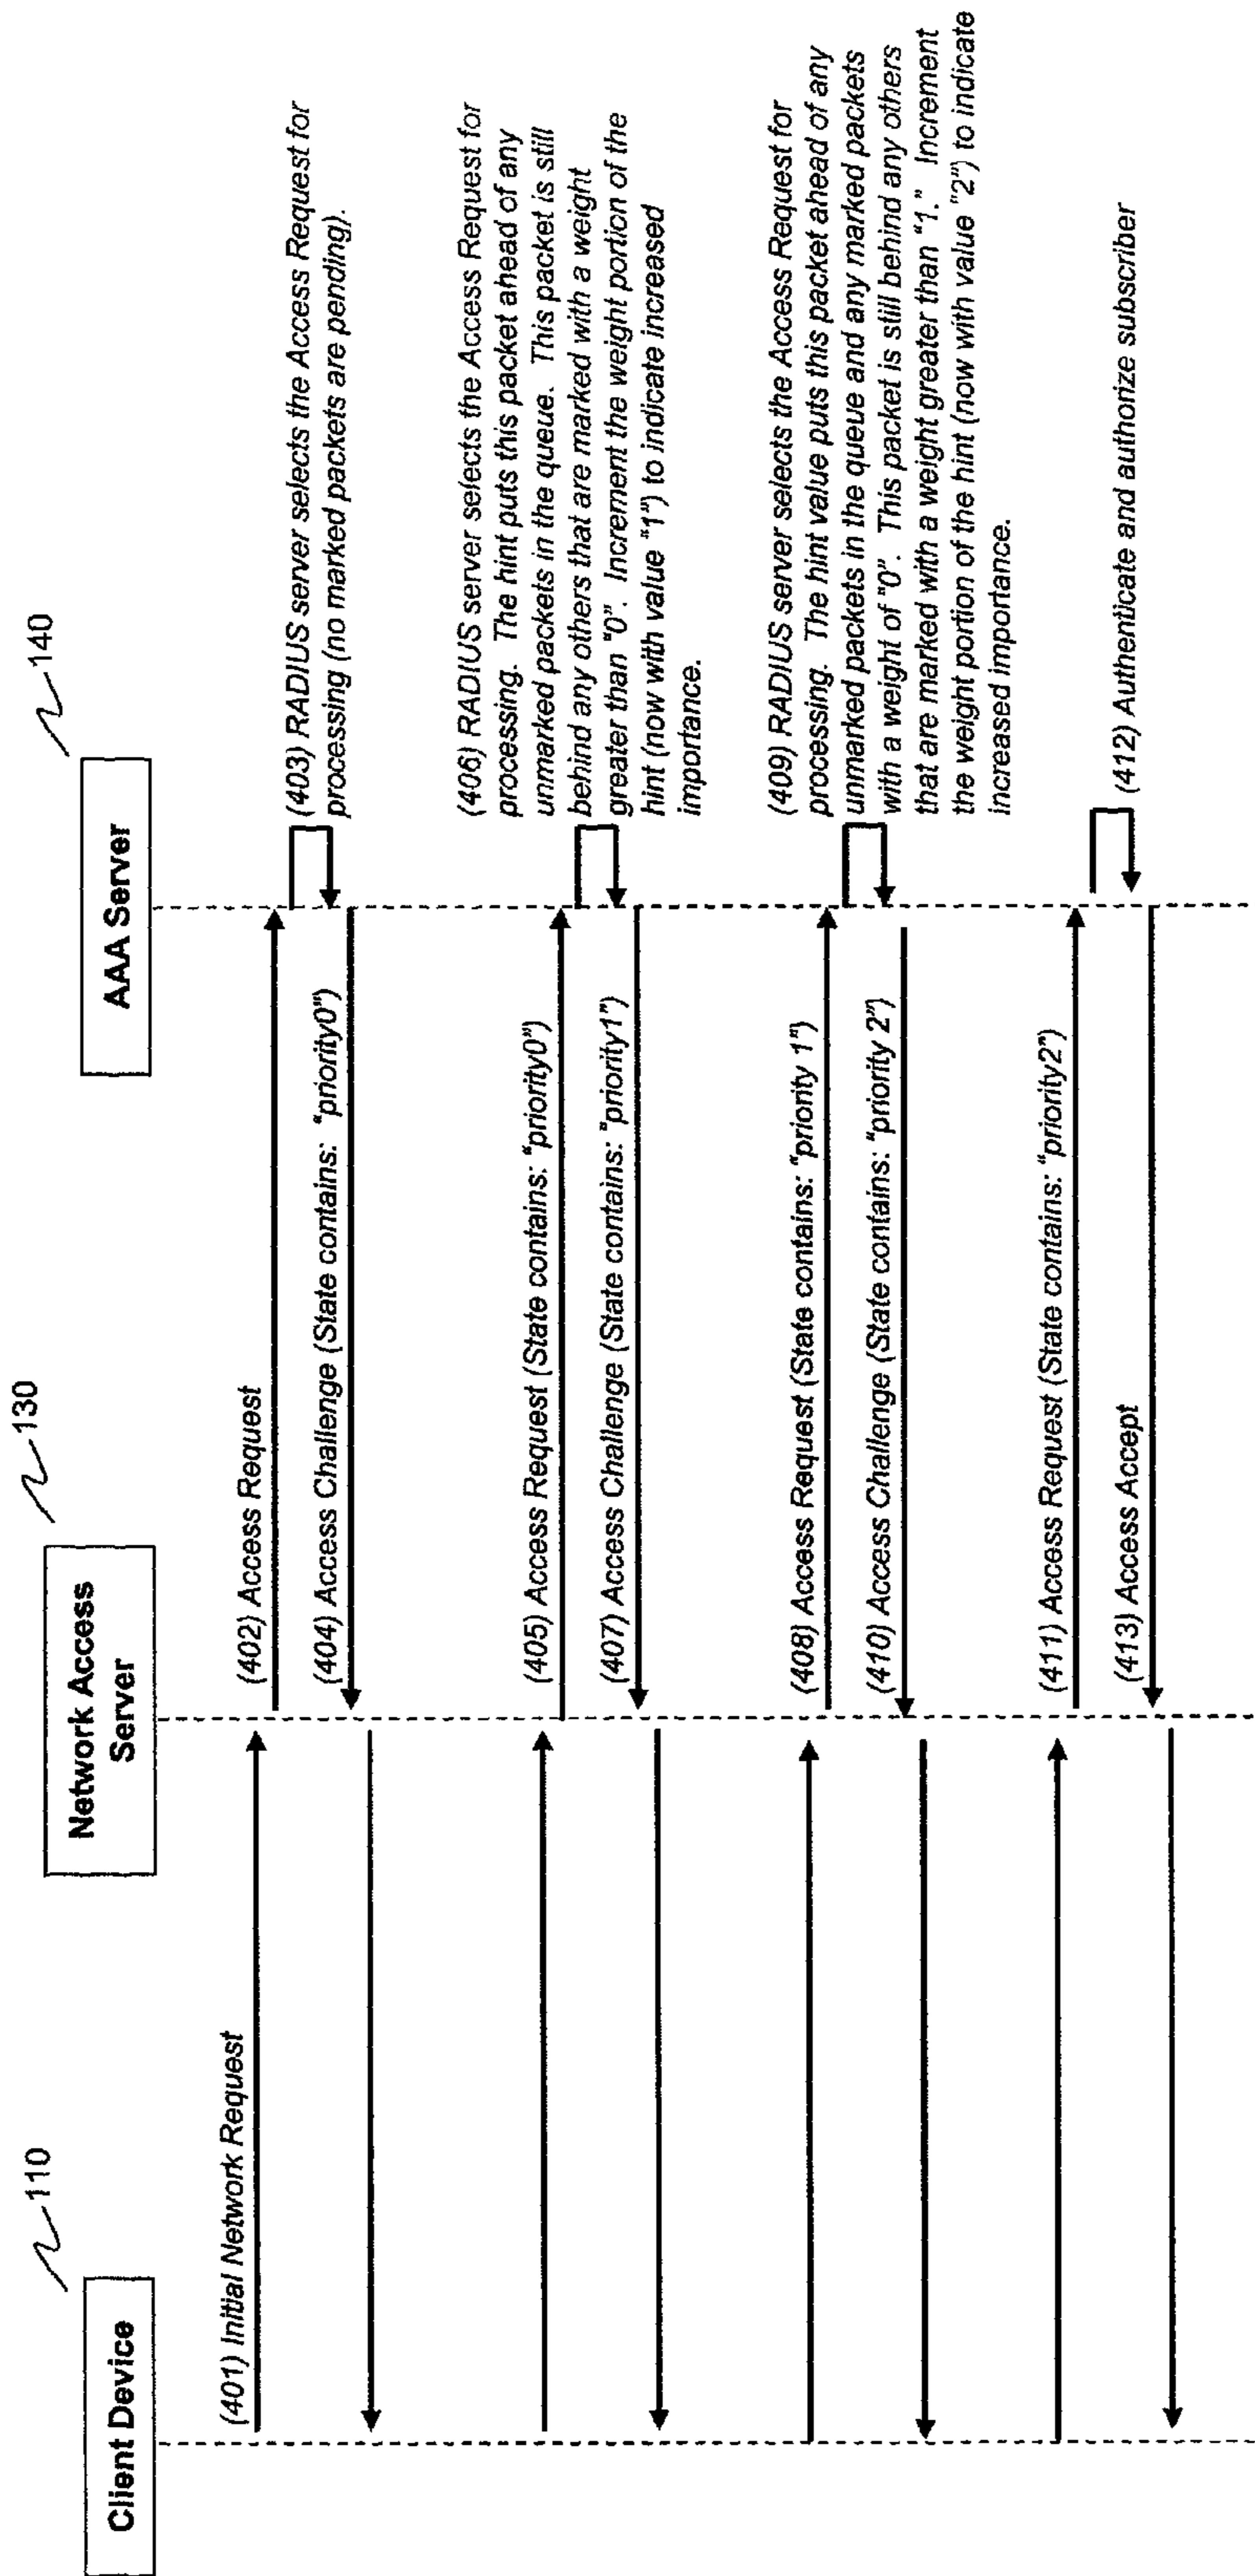 110
130
140
Client Device
Network Access
Server
AAA Server
(401) Initial Network Request
(402) Access Request
(403) RADIUS server selects the Access Request for
processing (no marked packets are pending).
(404) Access Challenge (State contains: "priority0")
(405) Access Request (State contains: "priority0")
(406) RADIUS server selects the Access Request for
processing. The hint puts this packet ahead of any
unmarked packets in the queue. This packet is still
behind any others that are marked with a weight
greater than "0". Increment the weight portion of the
hint (now with value "1") to indicate increased
importance.
(407) Access Challenge (State contains: "priority1")
(408) Access Request (State contains: "priority 1")
(409) RADIUS server selects the Access Request for
processing. The hint value puts this packet ahead of any
unmarked packets in the queue and any marked packets
with a weight of "0". This packet is still behind any others
that are marked with a weight greater than "1." Increment
the weight portion of the hint (now with value "2") to indicate
increased importance.
(410) Access Challenge (State contains: "priority 2")
(411) Access Request (State contains: "priority2")
(412) Authenticate and authorize subscriber
(413) Access Accept